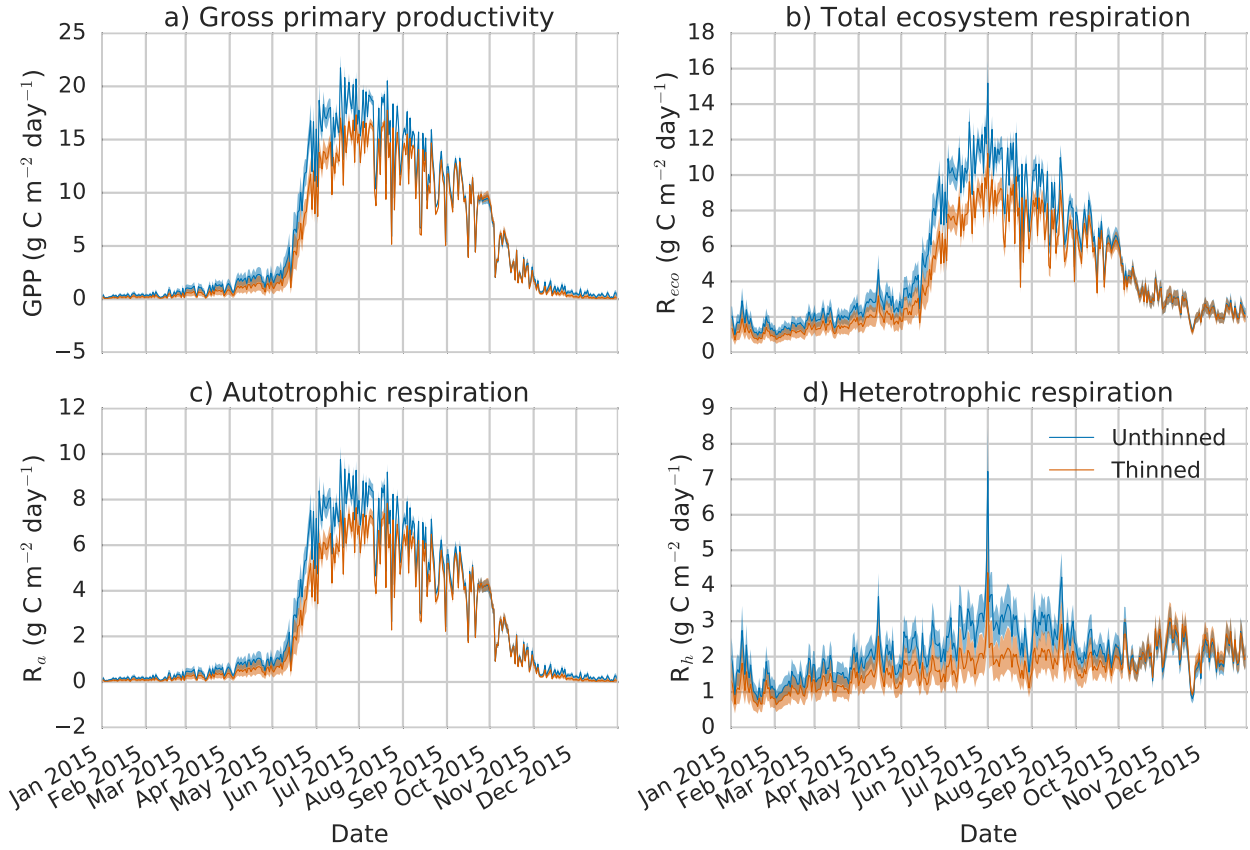 a) Gross primary productivity
GPP (g C m⁻² day⁻¹)
25
20
15
10
5
0
−5
b) Total ecosystem respiration
R_eco (g C m⁻² day⁻¹)
18
16
14
12
10
8
6
4
2
0
c) Autotrophic respiration
R_a (g C m⁻² day⁻¹)
12
10
8
6
4
2
0
−2
Jan 2015
Feb 2015
Mar 2015
Apr 2015
May 2015
Jun 2015
Jul 2015
Aug 2015
Sep 2015
Oct 2015
Nov 2015
Dec 2015
Date
d) Heterotrophic respiration
R_h (g C m⁻² day⁻¹)
9
8
7
6
5
4
3
2
1
0
Unthinned
Thinned
Jan 2015
Feb 2015
Mar 2015
Apr 2015
May 2015
Jun 2015
Jul 2015
Aug 2015
Sep 2015
Oct 2015
Nov 2015
Dec 2015
Date